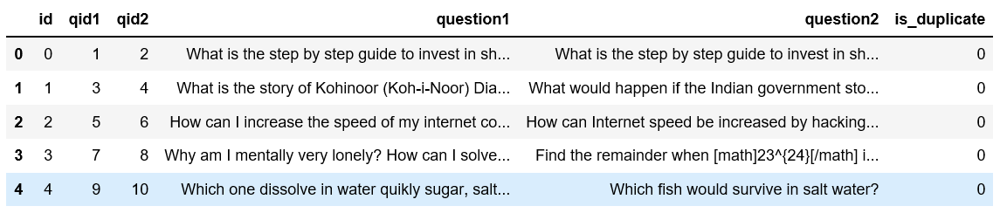 id qid1 qid2 question1 question2 is_duplicate
0 0 1 2 What is the step by step guide to invest in sh... What is the step by step guide to invest in sh... 0
1 1 3 4 What is the story of Kohinoor (Koh-i-Noor) Dia... What would happen if the Indian government sto... 0
2 2 5 6 How can I increase the speed of my internet co... How can Internet speed be increased by hacking... 0
3 3 7 8 Why am I mentally very lonely? How can I solve... Find the remainder when [math]23^{24}[/math] i... 0
4 4 9 10 Which one dissolve in water quikly sugar, salt... Which fish would survive in salt water? 0